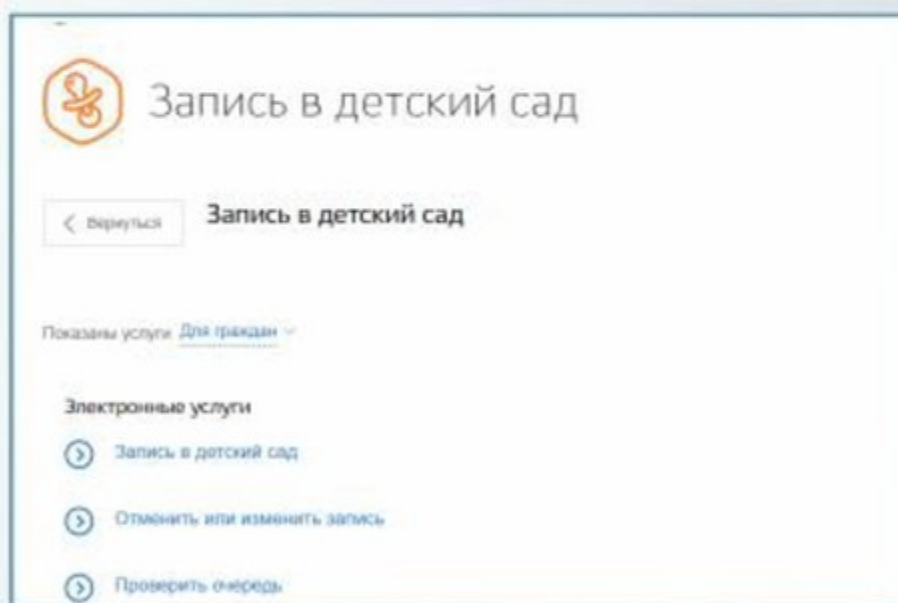 Запись в детский сад
Вернуться
Запись в детский сад
Показаны услуги Для граждан
Электронные услуги
Запись в детский сад
Отменить или изменить запись
Проверить очередь